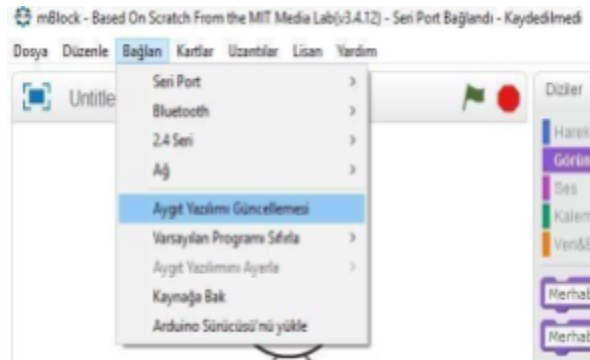 mBlock - Based On Scratch From the MIT Media Lab(v3.4.12) - Seri Port Bağlandı - Kaydedilmedi
Dosya Düzenle Bağlan Kartlar Uzantılar Lisan Yardım
Untitle
Seri Port
Bluetooth
2.4 Seri
Ağ
Aygıt Yazılımı Güncellemesi
Varsayılan Programı Sıfırla
Aygıt Yazılımını Ayarla
Kaynağa Bak
Arduino Sürücüsü'nü yükle
Diziler
Harek
Görün
Ses
Kalem
Veri&B
Merhab
Merhab